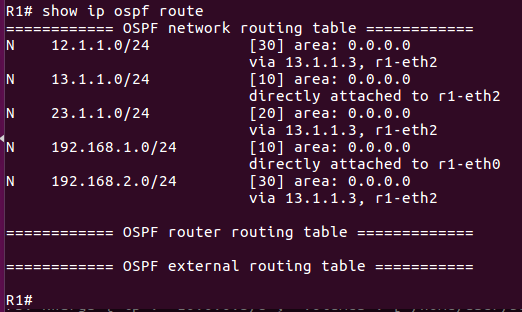 R1# show ip ospf route
============ OSPF network routing table ============
N    12.1.1.0/24           [30] area: 0.0.0.0
                           via 13.1.1.3, r1-eth2
N    13.1.1.0/24           [10] area: 0.0.0.0
                           directly attached to r1-eth2
N    23.1.1.0/24           [20] area: 0.0.0.0
                           via 13.1.1.3, r1-eth2
N    192.168.1.0/24        [10] area: 0.0.0.0
                           directly attached to r1-eth0
N    192.168.2.0/24        [30] area: 0.0.0.0
                           via 13.1.1.3, r1-eth2

============ OSPF router routing table =============

============ OSPF external routing table ===========

R1#